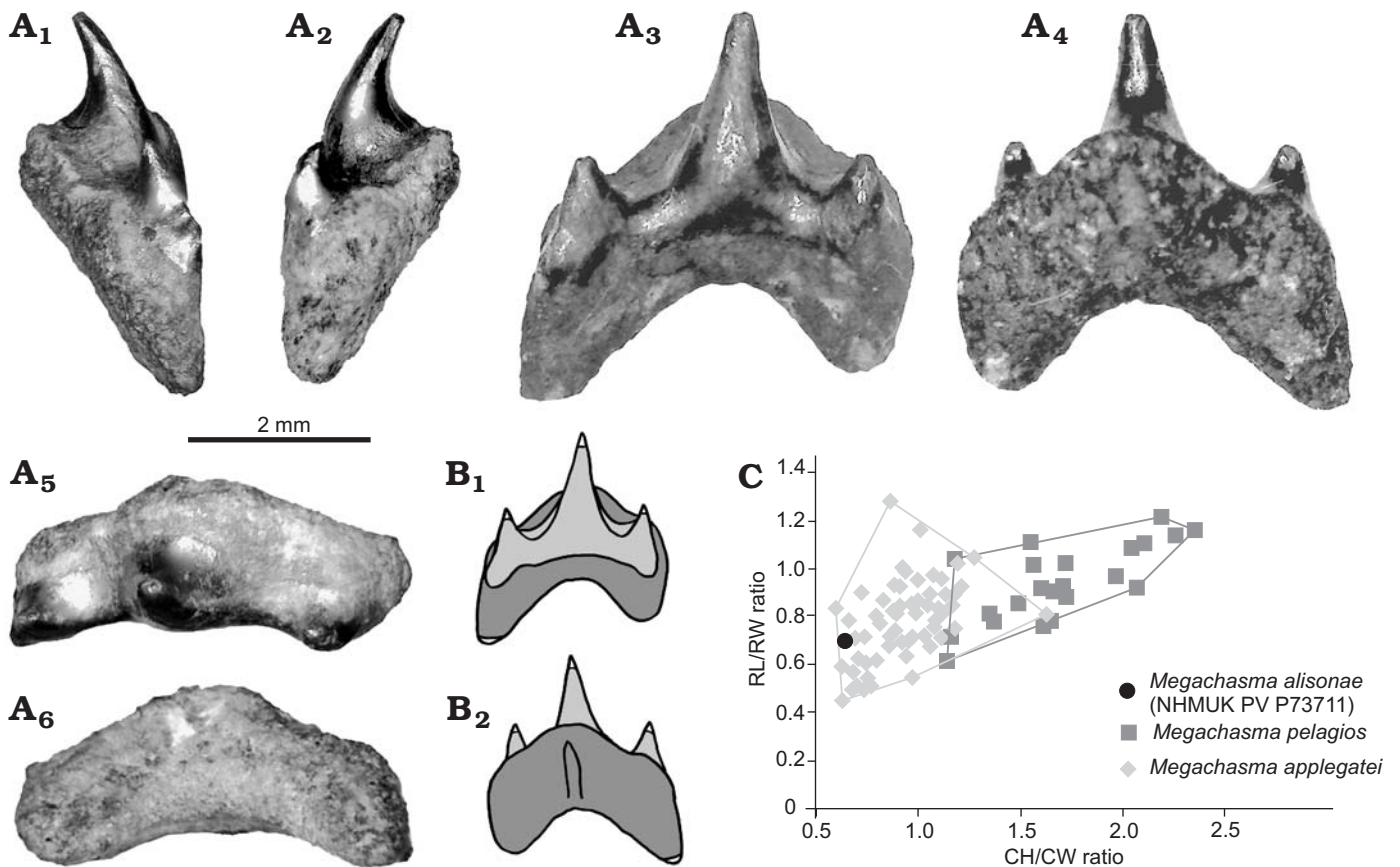 A1
A2
A3
A4
2 mm
A5
B1
A6
B2
C
RL/RW ratio
1.4
1.2
1.0
0.8
0.6
0.4
0
0.5
1.0
1.5
2.0
2.5
CH/CW ratio
Megachasma alisonae
(NHMUK PV P73711)
Megachasma pelagios
Megachasma applegatei